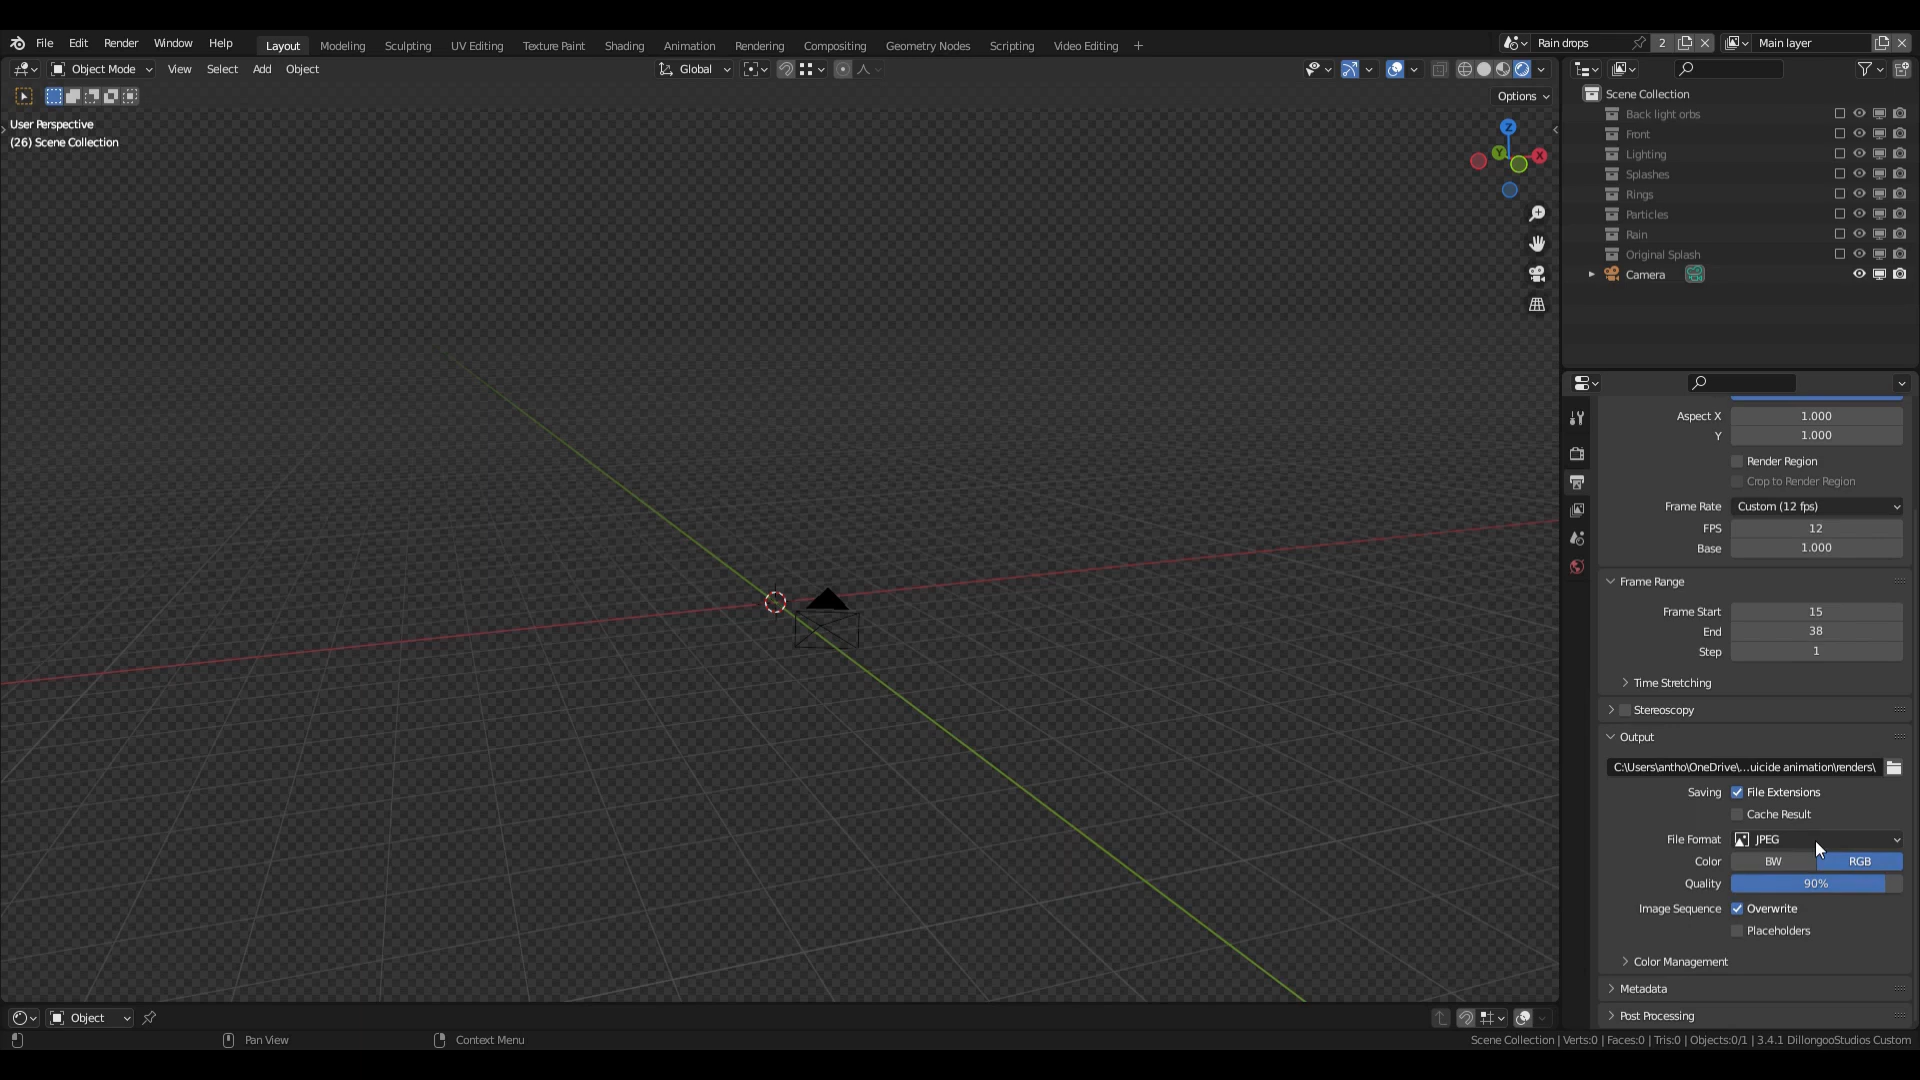 File Edit Render Window Help Layout Modeling Sculpting UV Editing Texture Paint Shading Animation Rendering Compositing Geometry Nodes Scripting Video Editing + Rain drops 2 Main layer
Object Mode View Select Add Object Global
Options
User Perspective
(26) Scene Collection
Z
Y
X
Scene Collection
Back light orbs
Front
Lighting
Splashes
Rings
Particles
Rain
Original Splash
Camera
Aspect X 1.000
Y 1.000
Render Region
Crop to Render Region
Frame Rate Custom (12 fps)
FPS 12
Base 1.000
Frame Range
Frame Start 15
End 38
Step 1
Time Stretching
Stereoscopy
Output
C:\Users\antho\OneDrive\...uicide animation\renders\
Saving File Extensions
Cache Result
File Format JPEG
Color BW RGB
Quality 90%
Image Sequence Overwrite
Placeholders
Color Management
Metadata
Post Processing
Object
Pan View Context Menu Scene Collection | Verts:0 | Faces:0 | Tris:0 | Objects:0/1 | 3.4.1 DillongooStudios Custom